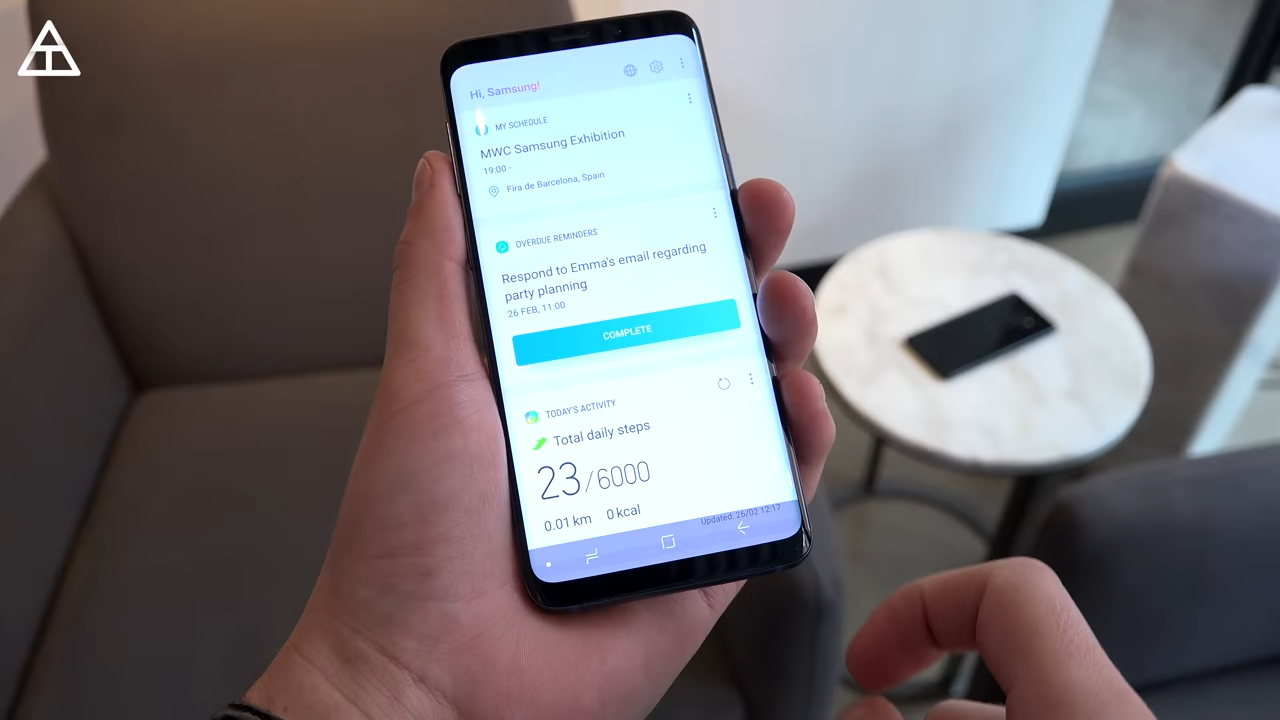 Hi, Samsung!
MY SCHEDULE
MWC Samsung Exhibition
19:00 -
Fira de Barcelona, Spain
OVERDUE REMINDERS
Respond to Emma's email regarding
party planning
26 FEB, 11:00
COMPLETE
TODAY'S ACTIVITY
Total daily steps
23/6000
0.01 km 0 kcal
Updated: 26/02 12:17